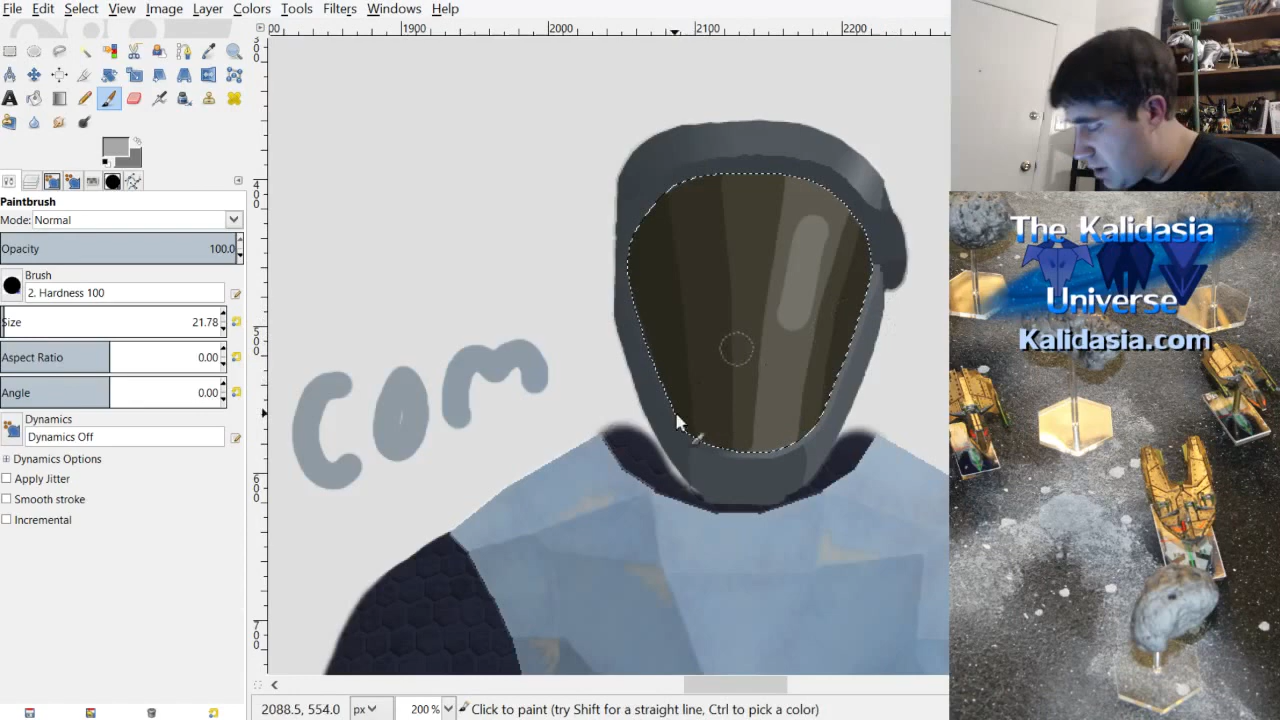 File Edit Select View Image Layer Colors Tools Filters Windows Help
1900 2000 2100 2200
Paintbrush
Mode: Normal
Opacity 100.0
Brush
2. Hardness 100
Size 21.78
Aspect Ratio 0.00
Angle 0.00
Dynamics
Dynamics Off
Dynamics Options
Apply Jitter
Smooth stroke
Incremental
com
The Kalidasia
Universe
Kalidasia.com
2088.5, 554.0 px 200 % Click to paint (try Shift for a straight line, Ctrl to pick a color)